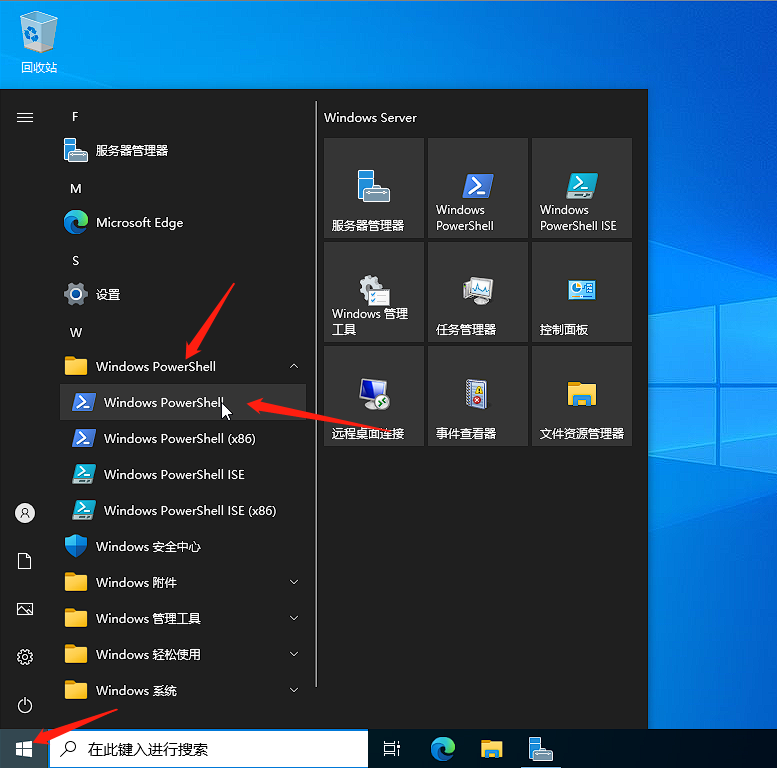 回收站
F
服务器管理器
M
Microsoft Edge
S
设置
W
Windows PowerShell
Windows PowerShell
Windows PowerShell (x86)
Windows PowerShell ISE
Windows PowerShell ISE (x86)
Windows 安全中心
Windows 附件
Windows 管理工具
Windows 轻松使用
Windows 系统
Windows Server
服务器管理器
Windows
PowerShell
Windows
PowerShell ISE
Windows 管理
工具
任务管理器
控制面板
远程桌面连接
事件查看器
文件资源管理器
在此键入进行搜索